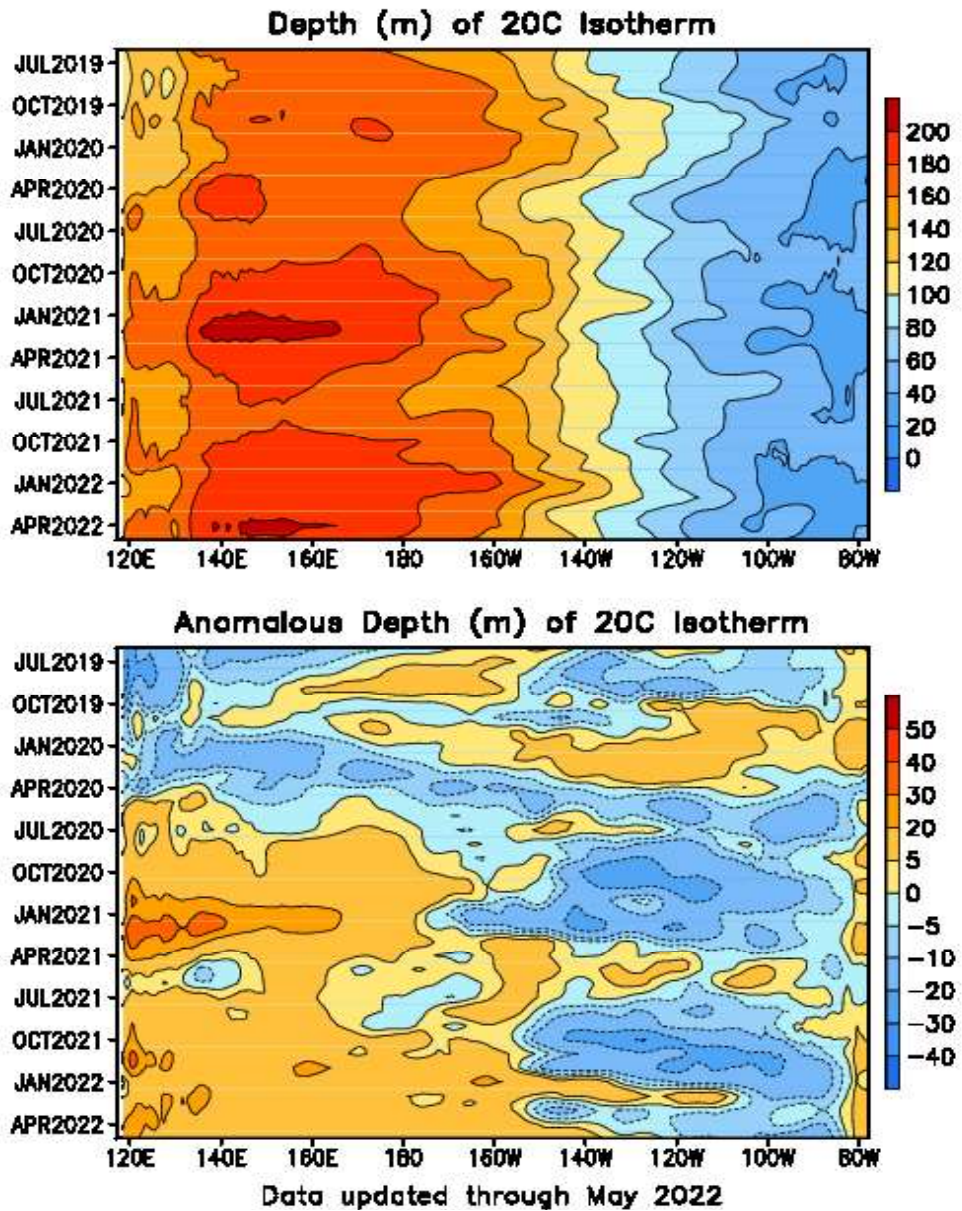 Depth (m) of 20C Isotherm
JUL2019
OCT2019
JAN2020
APR2020
JUL2020
OCT2020
JAN2021
APR2021
JUL2021
OCT2021
JAN2022
APR2022
120E 140E 160E 180 160W 140W 120W 100W 80W
200
180
160
140
120
100
80
60
40
20
0
Anomalous Depth (m) of 20C Isotherm
JUL2019
OCT2019
JAN2020
APR2020
JUL2020
OCT2020
JAN2021
APR2021
JUL2021
OCT2021
JAN2022
APR2022
120E 140E 160E 180 160W 140W 120W 100W 80W
50
40
30
20
5
0
-5
-10
-20
-30
-40
Data updated through May 2022